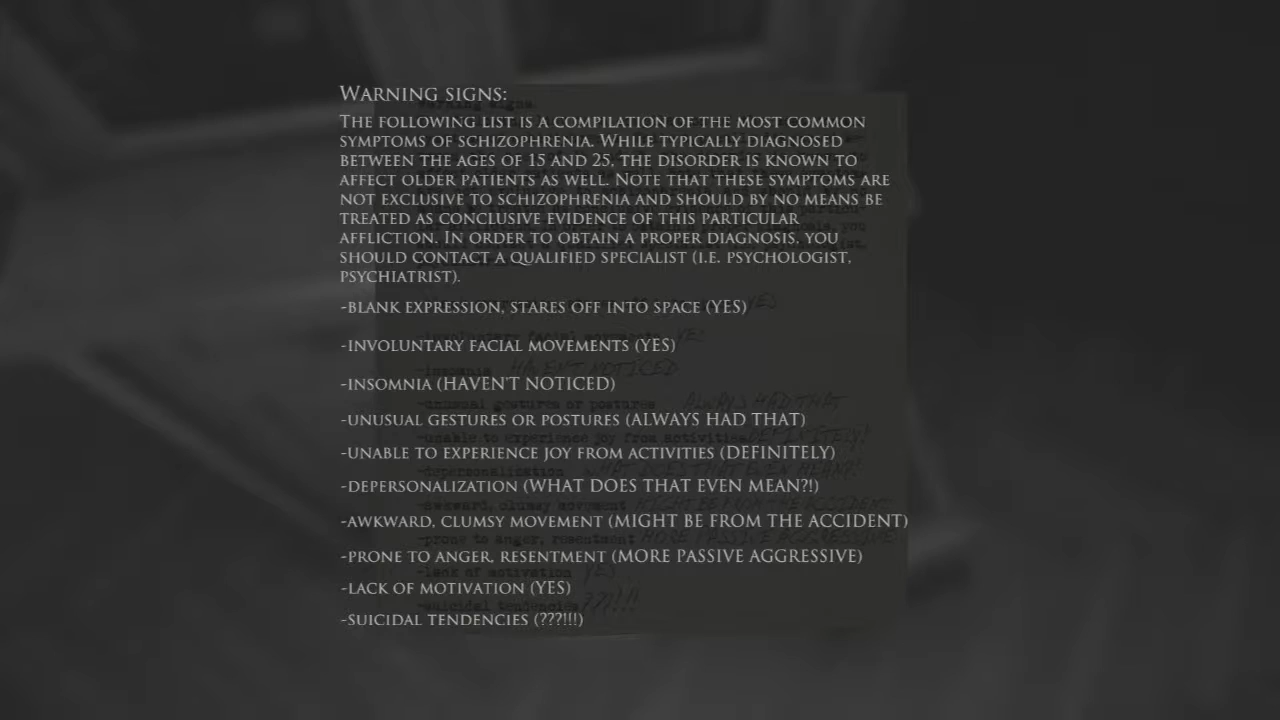 Warning signs:
The following list is a compilation of the most common
symptoms of schizophrenia. While typically diagnosed
between the ages of 15 and 25, the disorder is known to
affect older patients as well. Note that these symptoms are
not exclusive to schizophrenia and should by no means be
treated as conclusive evidence of this particular
affliction. In order to obtain a proper diagnosis, you
should contact a qualified specialist (i.e. psychologist,
psychiatrist).
-blank expression, stares off into space (YES)
-involuntary facial movements (YES)
-insomnia (HAVEN'T NOTICED)
-unusual gestures or postures (ALWAYS HAD THAT)
-unable to experience joy from activities (DEFINITELY)
-depersonalization (WHAT DOES THAT EVEN MEAN?!)
-awkward, clumsy movement (MIGHT BE FROM THE ACCIDENT)
-prone to anger, resentment (MORE PASSIVE AGGRESSIVE)
-lack of motivation (YES)
-suicidal tendencies (???!!!)